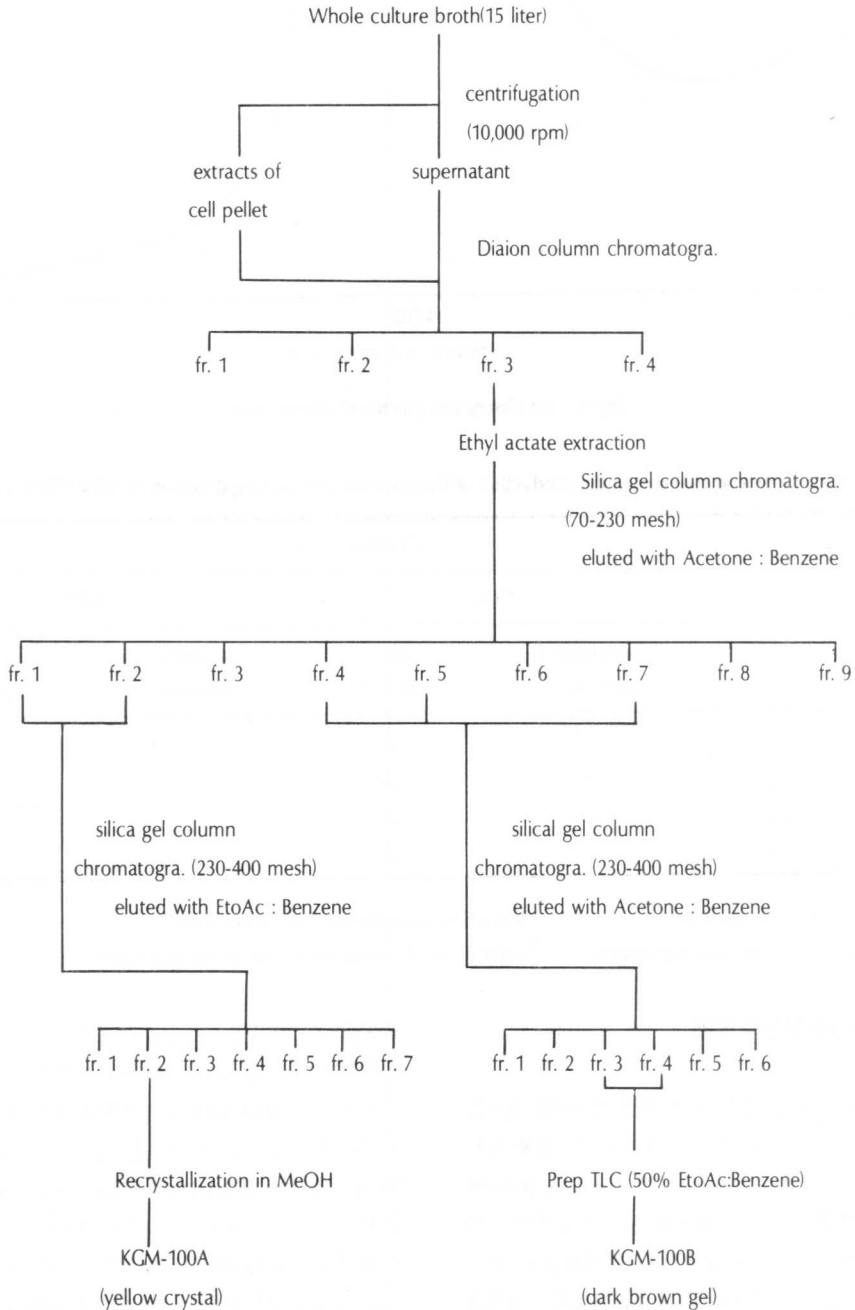 Whole culture broth(15 liter)
centrifugation
(10,000 rpm)
extracts of
cell pellet
supernatant
Diaion column chromatogra.
fr. 1 fr. 2 fr. 3 fr. 4
Ethyl actate extraction
Silica gel column chromatogra.
(70-230 mesh)
eluted with Acetone : Benzene
fr. 1 fr. 2 fr. 3 fr. 4 fr. 5 fr. 6 fr. 7 fr. 8 fr. 9
silica gel column
chromatogra. (230-400 mesh)
eluted with EtoAc : Benzene
silical gel column
chromatogra. (230-400 mesh)
eluted with Acetone : Benzene
fr. 1 fr. 2 fr. 3 fr. 4 fr. 5 fr. 6 fr. 7
fr. 1 fr. 2 fr. 3 fr. 4 fr. 5 fr. 6
Recrystallization in MeOH
Prep TLC (50% EtoAc:Benzene)
KGM-100A
(yellow crystal)
KGM-100B
(dark brown gel)